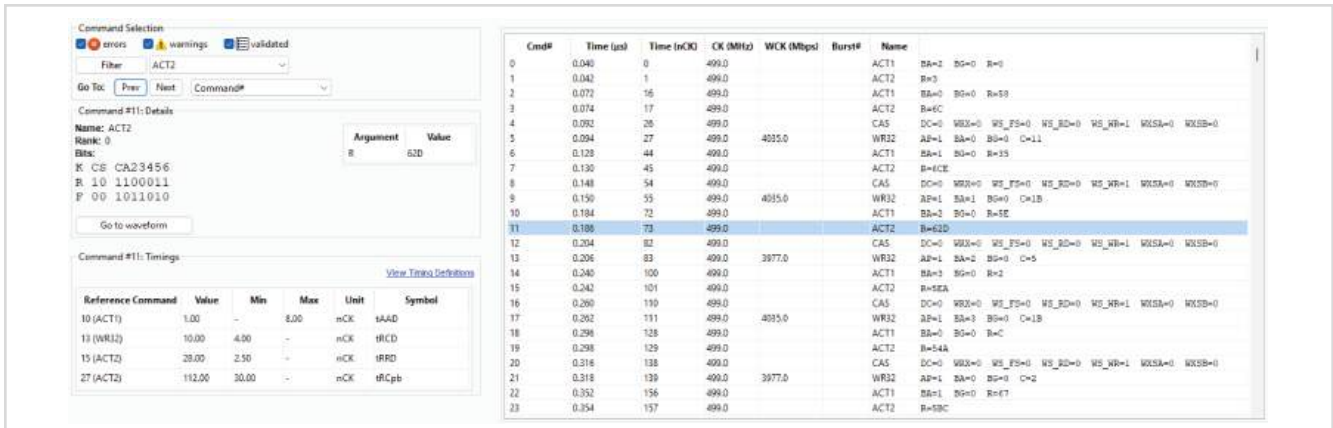 Command Selection
errors warnings validated
Filter ACT2
Go To: Prev Next Command#
Command #11: Details
Name: ACT2
Rank: 0
Bits:
K CS CA23456
R 10 1100011
F 00 1011010
Argument Value
R 62D
Go to waveform
Command #11: Timings
View Timing Definitions
Reference Command Value Min Max Unit Symbol
10 (ACT1) 1.00 - 8.00 nCK tAAD
13 (WR32) 10.00 4.00 - nCK tRCD
15 (ACT2) 28.00 2.50 - nCK tRRD
27 (ACT2) 112.00 30.00 - nCK tRCpb
Cmd# Time (µs) Time (nCK) CK (MHz) WCK (Mbps) Burst# Name
0 0.040 0 499.0 ACT1 BA=2 BG=0 R=0
1 0.042 1 499.0 ACT2 R=3
2 0.072 16 499.0 ACT1 BA=0 BG=0 R=58
3 0.074 17 499.0 ACT2 R=6C
4 0.092 26 499.0 CAS DC=0 WRX=0 WS_FS=0 WS_RD=0 WS_WR=1 WXSA=0 WXSB=0
5 0.094 27 499.0 4035.0 WR32 AP=1 BA=0 BG=0 C=11
6 0.128 44 499.0 ACT1 BA=1 BG=0 R=35
7 0.130 45 499.0 ACT2 R=6CE
8 0.148 54 499.0 CAS DC=0 WRX=0 WS_FS=0 WS_RD=0 WS_WR=1 WXSA=0 WXSB=0
9 0.150 55 499.0 4035.0 WR32 AP=1 BA=1 BG=0 C=1B
10 0.184 72 499.0 ACT1 BA=2 BG=0 R=5E
11 0.186 73 499.0 ACT2 R=62D
12 0.204 82 499.0 CAS DC=0 WRX=0 WS_FS=0 WS_RD=0 WS_WR=1 WXSA=0 WXSB=0
13 0.206 83 499.0 3977.0 WR32 AP=1 BA=2 BG=0 C=5
14 0.240 100 499.0 ACT1 BA=3 BG=0 R=2
15 0.242 101 499.0 ACT2 R=5EA
16 0.260 110 499.0 CAS DC=0 WRX=0 WS_FS=0 WS_RD=0 WS_WR=1 WXSA=0 WXSB=0
17 0.262 111 499.0 4035.0 WR32 AP=1 BA=3 BG=0 C=1B
18 0.296 128 499.0 ACT1 BA=0 BG=0 R=C
19 0.298 129 499.0 ACT2 R=54A
20 0.316 138 499.0 CAS DC=0 WRX=0 WS_FS=0 WS_RD=0 WS_WR=1 WXSA=0 WXSB=0
21 0.318 139 499.0 3977.0 WR32 AP=1 BA=0 BG=0 C=2
22 0.352 156 499.0 ACT1 BA=1 BG=0 R=67
23 0.354 157 499.0 ACT2 R=5BC